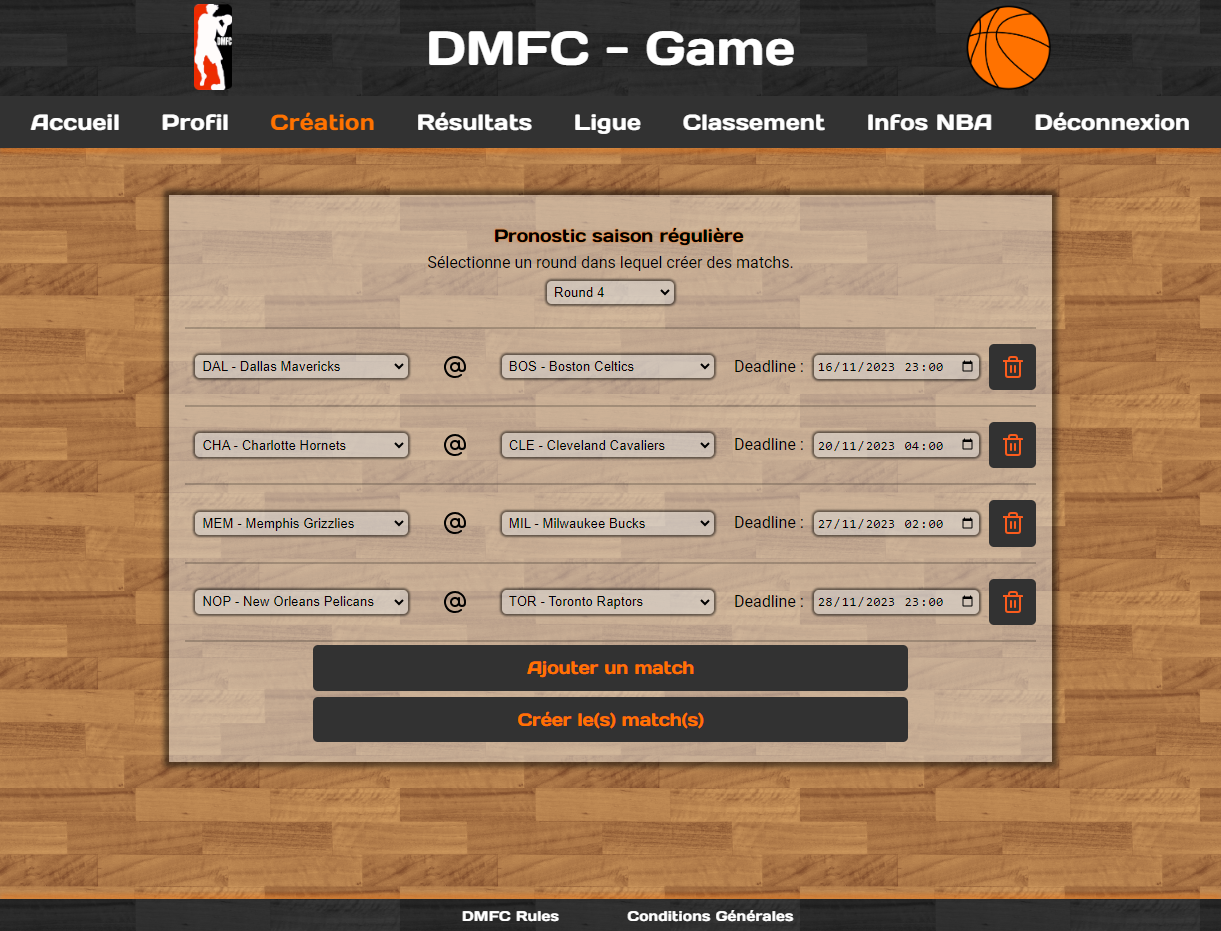 DMFC
DMFC - Game
Accueil Profil Création Résultats Ligue Classement Infos NBA Déconnexion
Pronostic saison régulière
Sélectionne un round dans lequel créer des matchs.
Round 4
DAL - Dallas Mavericks @ BOS - Boston Celtics Deadline : 16/11/2023 23:00
CHA - Charlotte Hornets @ CLE - Cleveland Cavaliers Deadline : 20/11/2023 04:00
MEM - Memphis Grizzlies @ MIL - Milwaukee Bucks Deadline : 27/11/2023 02:00
NOP - New Orleans Pelicans @ TOR - Toronto Raptors Deadline : 28/11/2023 23:00
Ajouter un match
Créer le(s) match(s)
DMFC Rules Conditions Générales